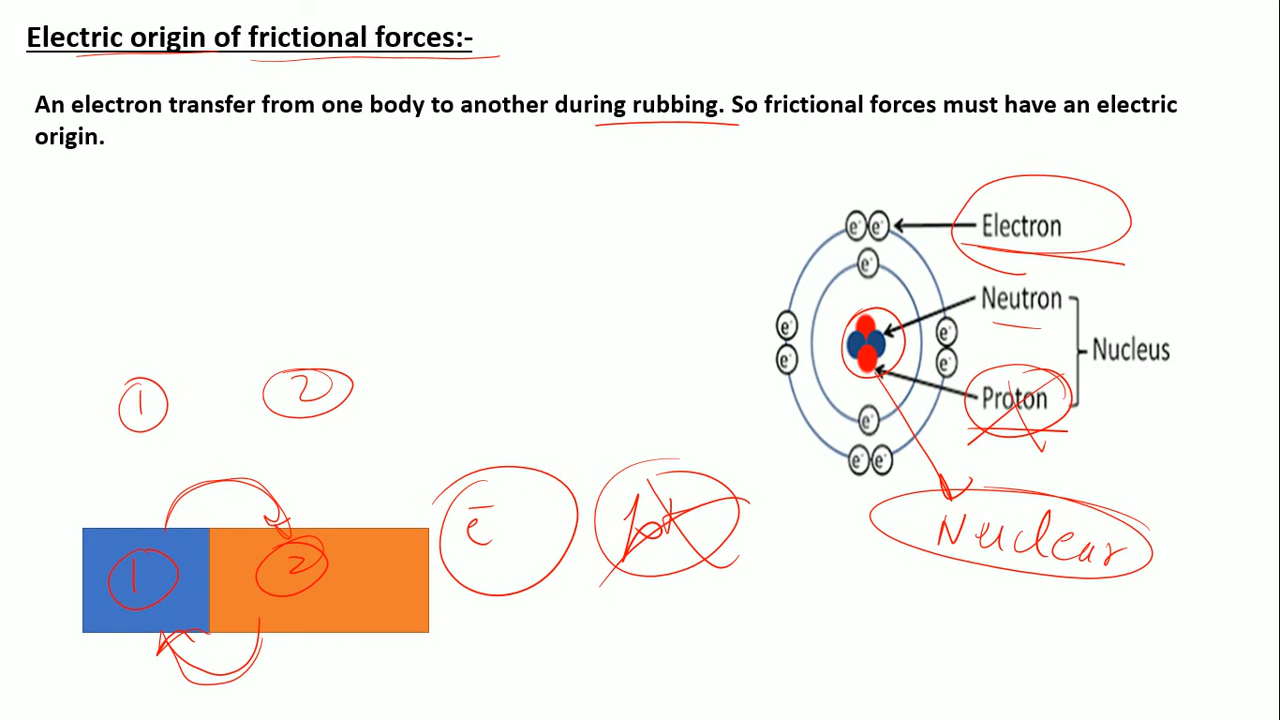 Electric origin of frictional forces:-
An electron transfer from one body to another during rubbing. So frictional forces must have an electric
origin.
e⁻ e⁻ Electron
e⁻
Neutron
e⁻ e⁻
e⁻ e⁻
Nucleus
Proton
e⁻
e⁻ e⁻
1 2
1 2
e⁻ p+
Nuclear